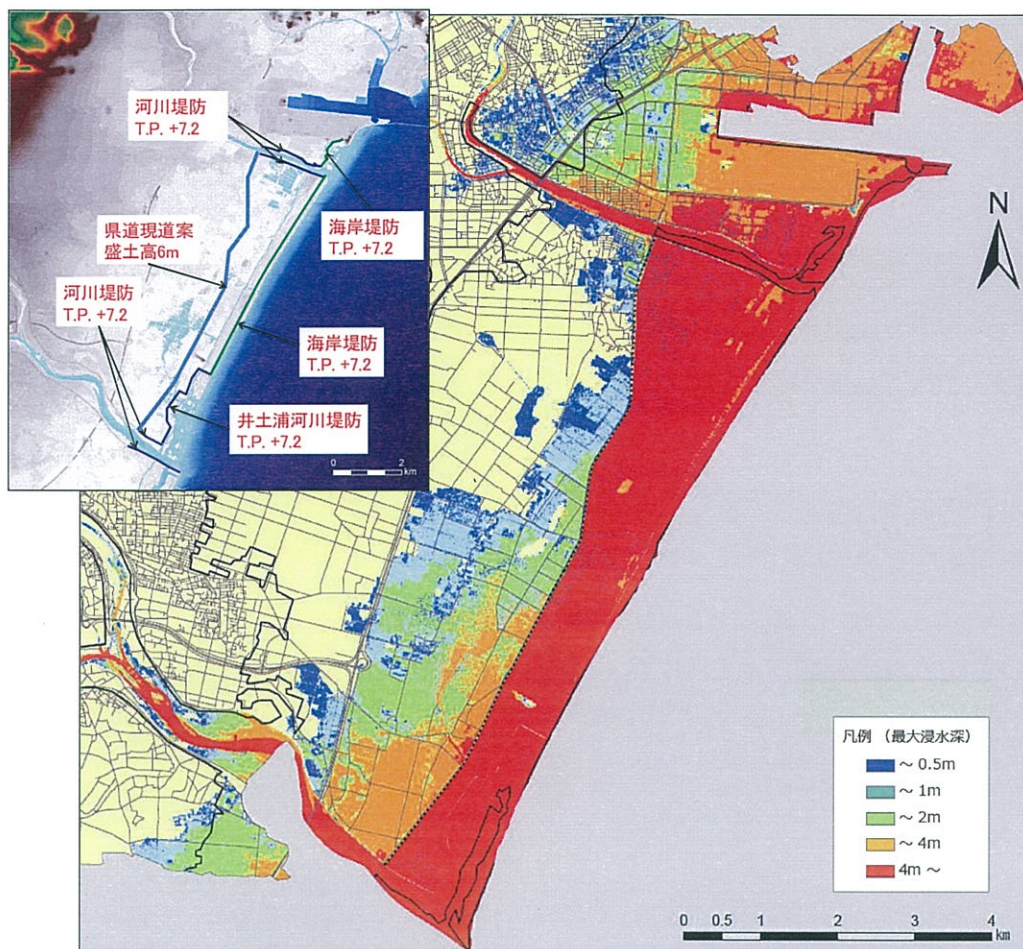 河川堤防
T.P. +7.2
海岸堤防
T.P. +7.2
県道現道案
盛土高6m
河川堤防
T.P. +7.2
海岸堤防
T.P. +7.2
井土浦河川堤防
T.P. +7.2
0 2
km
N
凡例 （最大浸水深）
～ 0.5m
～ 1m
～ 2m
～ 4m
4m ～
0 0.5 1 2 3 4
km